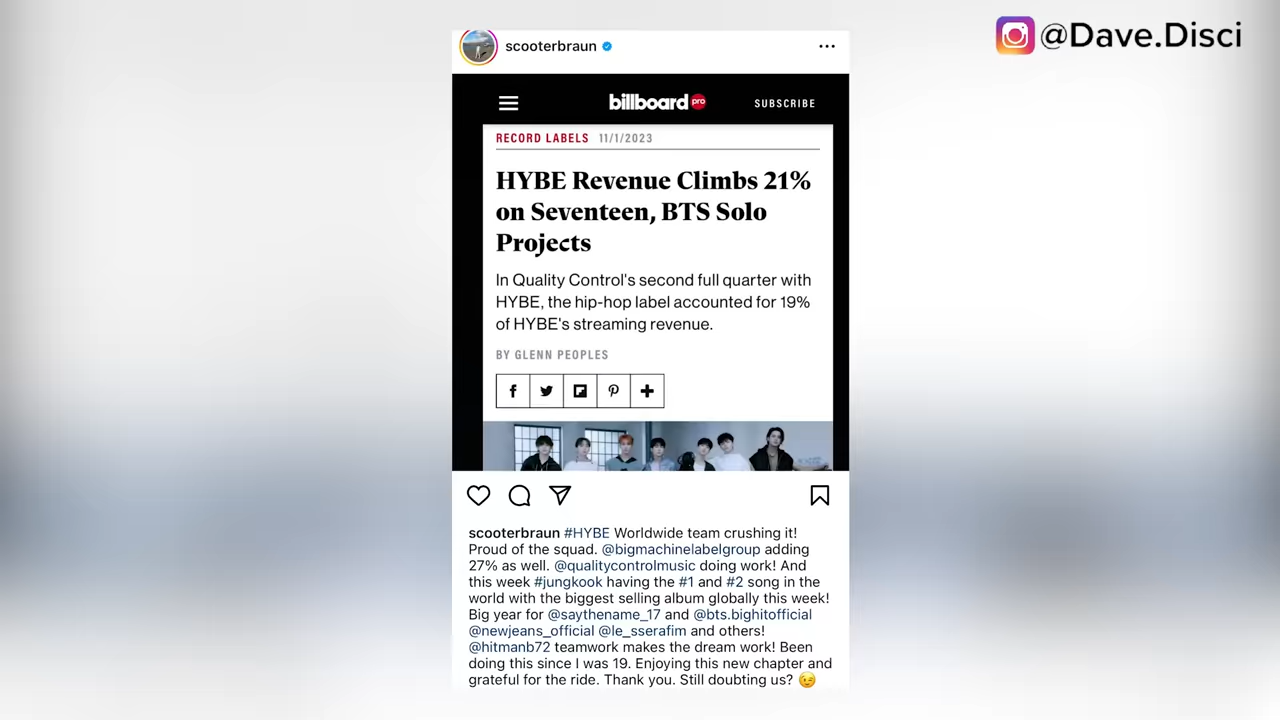 @Dave.Disci
scooterbraun
billboard pro
SUBSCRIBE
RECORD LABELS 11/1/2023
HYBE Revenue Climbs 21%
on Seventeen, BTS Solo
Projects
In Quality Control's second full quarter with
HYBE, the hip-hop label accounted for 19%
of HYBE's streaming revenue.
BY GLENN PEOPLES
scooterbraun #HYBE Worldwide team crushing it!
Proud of the squad. @bigmachinelabelgroup adding
27% as well. @qualitycontrolmusic doing work! And
this week #jungkook having the #1 and #2 song in the
world with the biggest selling album globally this week!
Big year for @saythename_17 and @bts.bighitofficial
@newjeans_official @le_sserafim and others!
@hitmanb72 teamwork makes the dream work! Been
doing this since I was 19. Enjoying this new chapter and
grateful for the ride. Thank you. Still doubting us? 😉